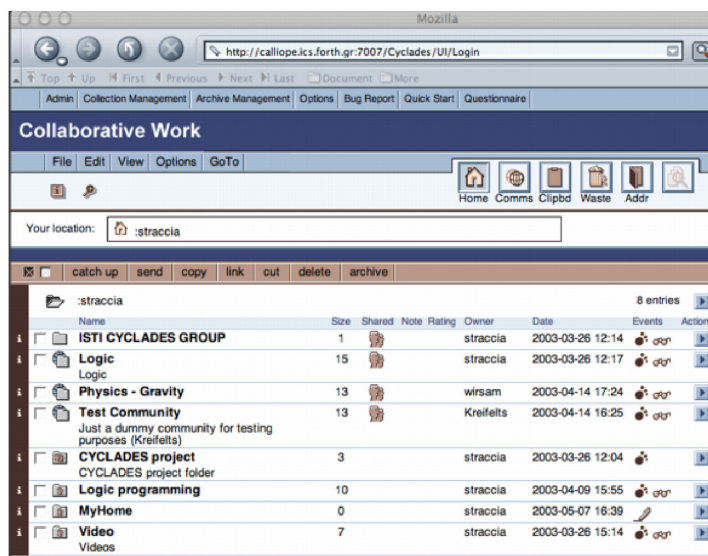 Mozilla
http://calliope.ics.forth.gr:7007/Cyclades/UI/Login
Top Up First Previous Next Last Document More
Admin Collection Management Archive Management Options Bug Report Quick Start Questionnaire
Collaborative Work
File Edit View Options GoTo
Home Comms Clipbd Waste Addr
Your location: :straccia
catch up send copy link cut delete archive
:straccia 8 entries
Name Size Shared Note Rating Owner Date Events Action
ISTI CYCLADES GROUP 1 straccia 2003-03-26 12:14
Logic 15 straccia 2003-03-26 12:17
Logic
Physics - Gravity 13 wirsam 2003-04-14 17:24
Test Community 13 Kreifelts 2003-04-14 16:25
Just a dummy community for testing
purposes (Kreifelts)
CYCLADES project 3 straccia 2003-03-26 12:04
CYCLADES project folder
Logic programming 10 straccia 2003-04-09 15:55
MyHome 0 straccia 2003-05-07 16:39
Video 7 straccia 2003-03-26 15:14
Videos